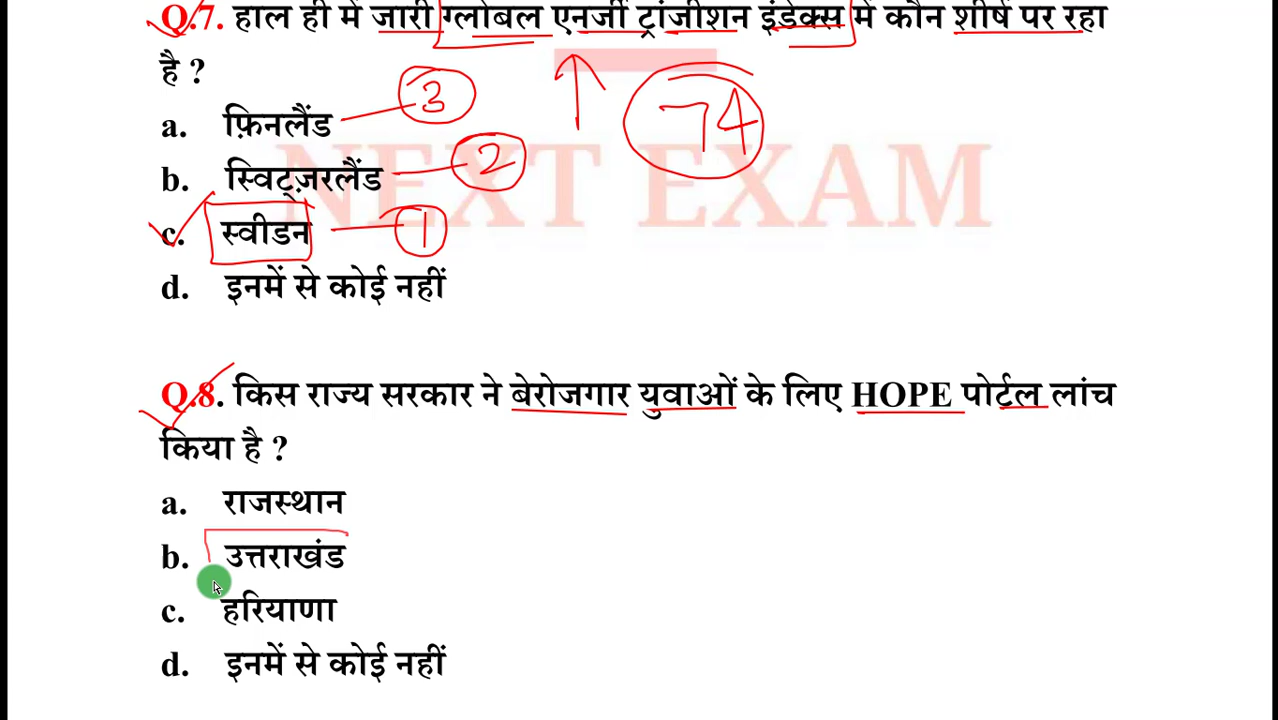 Q.7. हाल ही में जारी ग्लोबल एनर्जी ट्रांजीशन इंडेक्स में कौन शीर्ष पर रहा
है ?
74
a. फ़िनलैंड 3
b. स्विट्ज़रलैंड 2
NEXT EXAM
c. स्वीडन 1
d. इनमें से कोई नहीं
Q.8. किस राज्य सरकार ने बेरोजगार युवाओं के लिए HOPE पोर्टल लांच
किया है ?
a. राजस्थान
b. उत्तराखंड
c. हरियाणा
d. इनमें से कोई नहीं